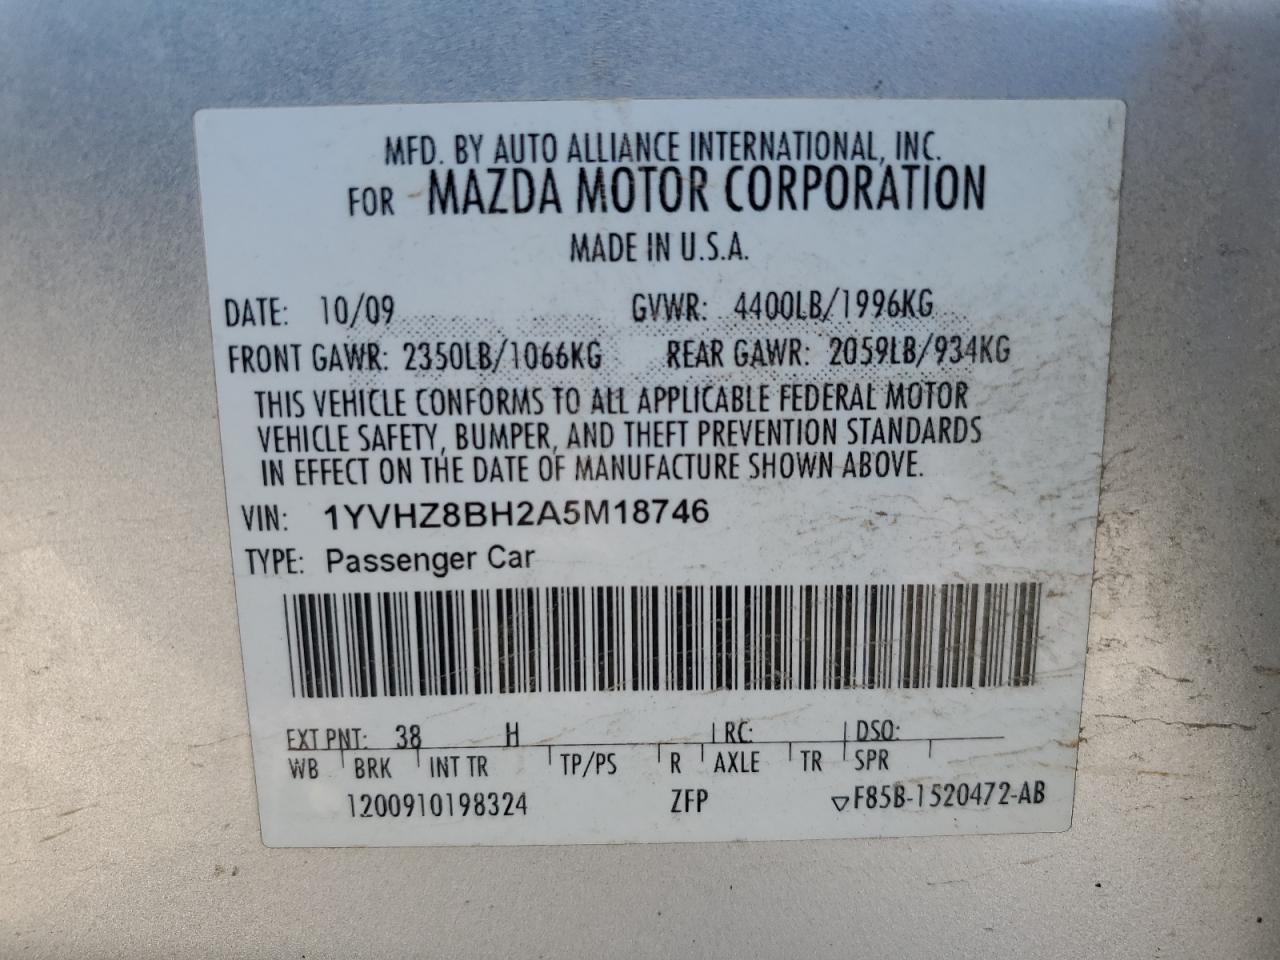 MFD. BY AUTO ALLIANCE INTERNATIONAL, INC.
FOR MAZDA MOTOR CORPORATION
MADE IN U.S.A.
DATE: 10/09 GVWR: 4400LB/1996KG
FRONT GAWR: 2350LB/1066KG REAR GAWR: 2059LB/934KG
THIS VEHICLE CONFORMS TO ALL APPLICABLE FEDERAL MOTOR
VEHICLE SAFETY, BUMPER, AND THEFT PREVENTION STANDARDS
IN EFFECT ON THE DATE OF MANUFACTURE SHOWN ABOVE.
VIN: 1YVHZ8BH2A5M18746
TYPE: Passenger Car
EXT PNT: 38 H RC: DSO:
WB BRK INT TR TP/PS R AXLE TR SPR
1200910198324 ZFP ▽F85B-1520472-AB